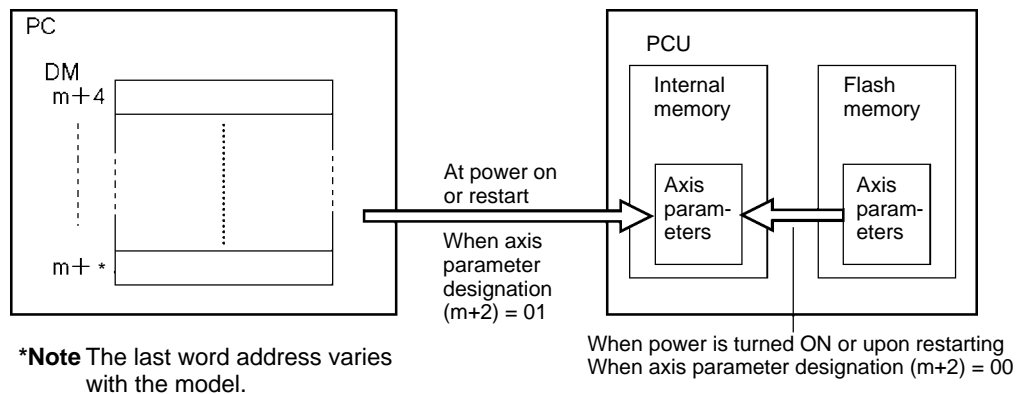 PC
DM
m+4
m+ *
*Note The last word address varies
with the model.
At power on
or restart
When axis
parameter
designation
(m+2) = 01
PCU
Internal
memory
Axis
param-
eters
Flash
memory
Axis
param-
eters
When power is turned ON or upon restarting
When axis parameter designation (m+2) = 00